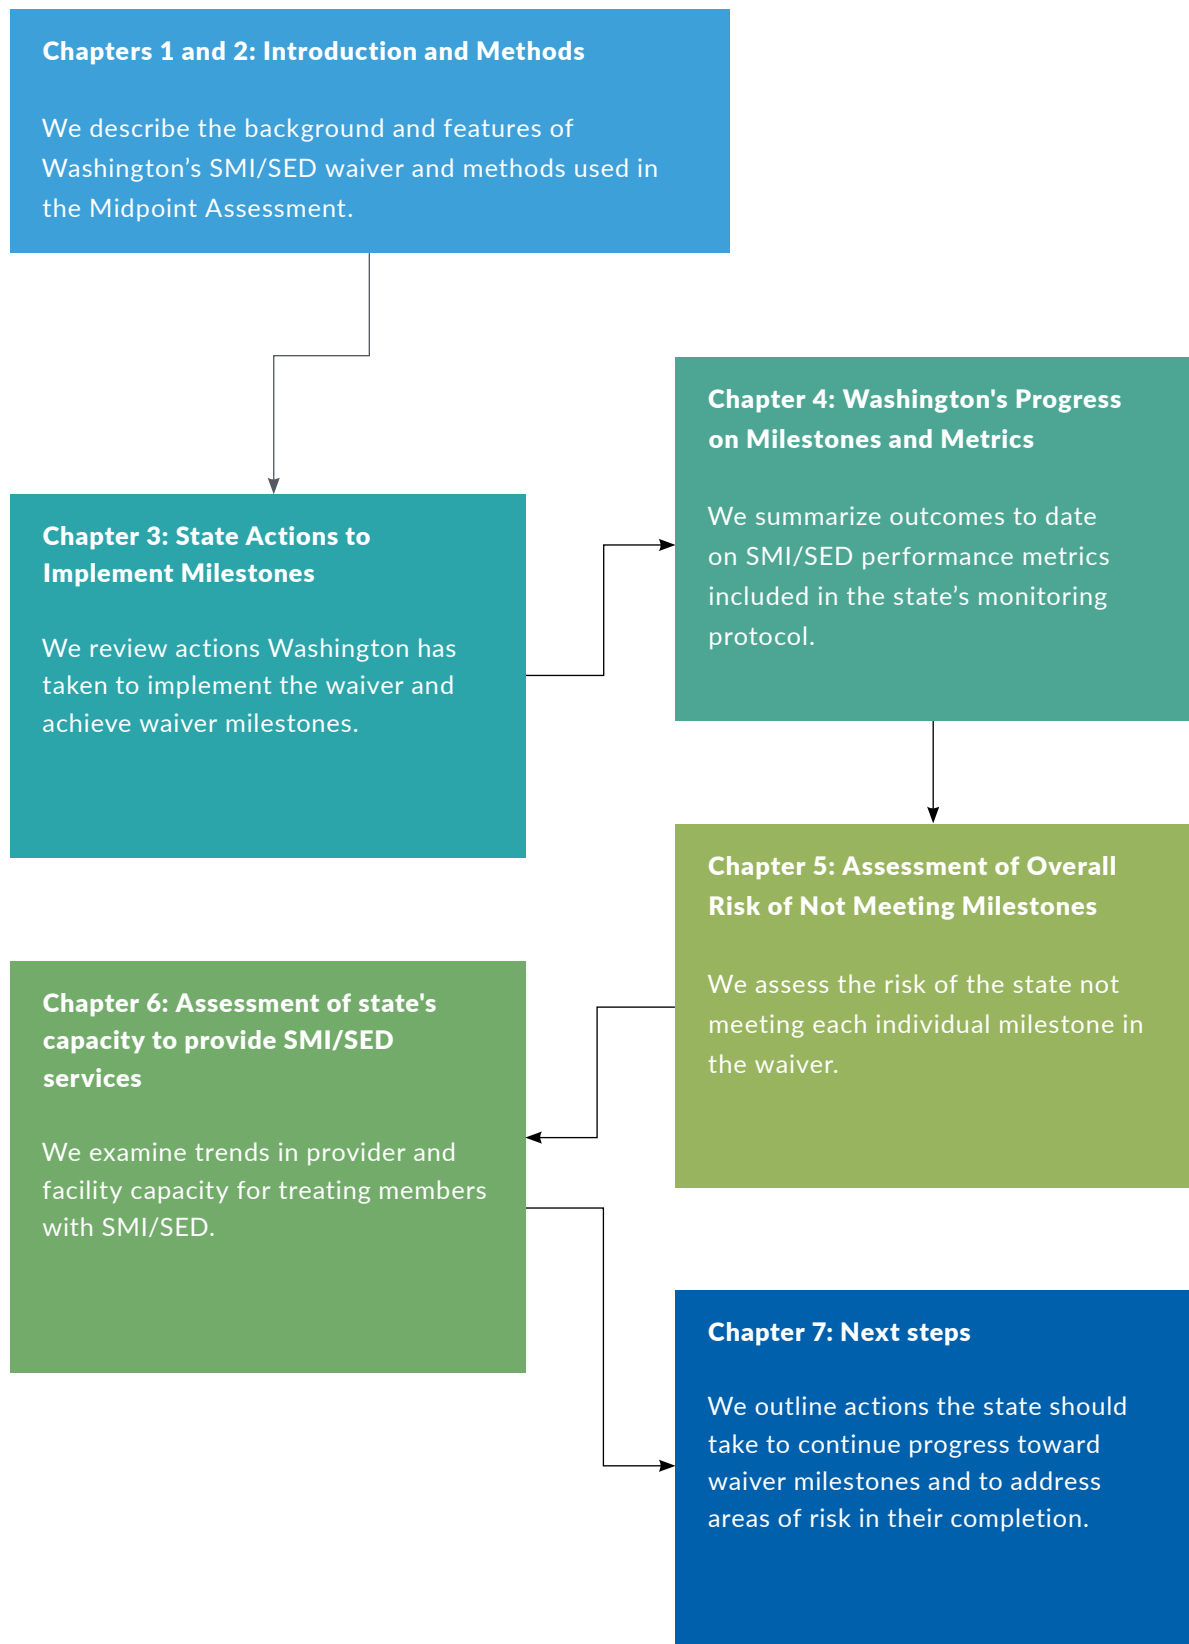 Chapters 1 and 2: Introduction and Methods
We describe the background and features of
Washington’s SMI/SED waiver and methods used in
the Midpoint Assessment.
Chapter 3: State Actions to
Implement Milestones
We review actions Washington has
taken to implement the waiver and
achieve waiver milestones.
Chapter 4: Washington's Progress
on Milestones and Metrics
We summarize outcomes to date
on SMI/SED performance metrics
included in the state’s monitoring
protocol.
Chapter 5: Assessment of Overall
Risk of Not Meeting Milestones
We assess the risk of the state not
meeting each individual milestone in
the waiver.
Chapter 6: Assessment of state's
capacity to provide SMI/SED
services
We examine trends in provider and
facility capacity for treating members
with SMI/SED.
Chapter 7: Next steps
We outline actions the state should
take to continue progress toward
waiver milestones and to address
areas of risk in their completion.